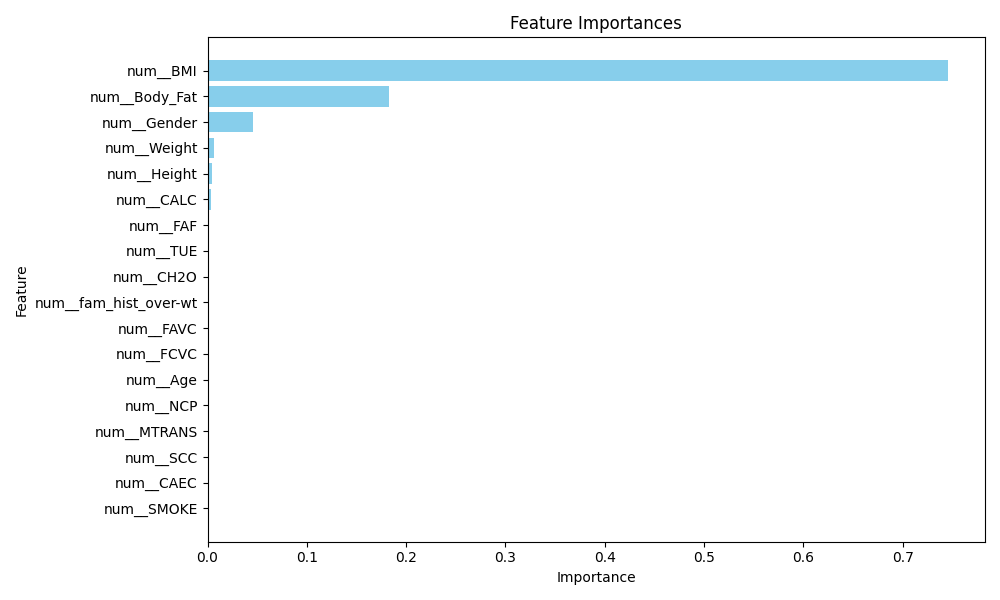 Feature Importances
num__BMI
num__Body_Fat
num__Gender
num__Weight
num__Height
num__CALC
num__FAF
num__TUE
num__CH2O
num__fam_hist_over-wt
num__FAVC
num__FCVC
num__Age
num__NCP
num__MTRANS
num__SCC
num__CAEC
num__SMOKE
Feature
0.0 0.1 0.2 0.3 0.4 0.5 0.6 0.7
Importance